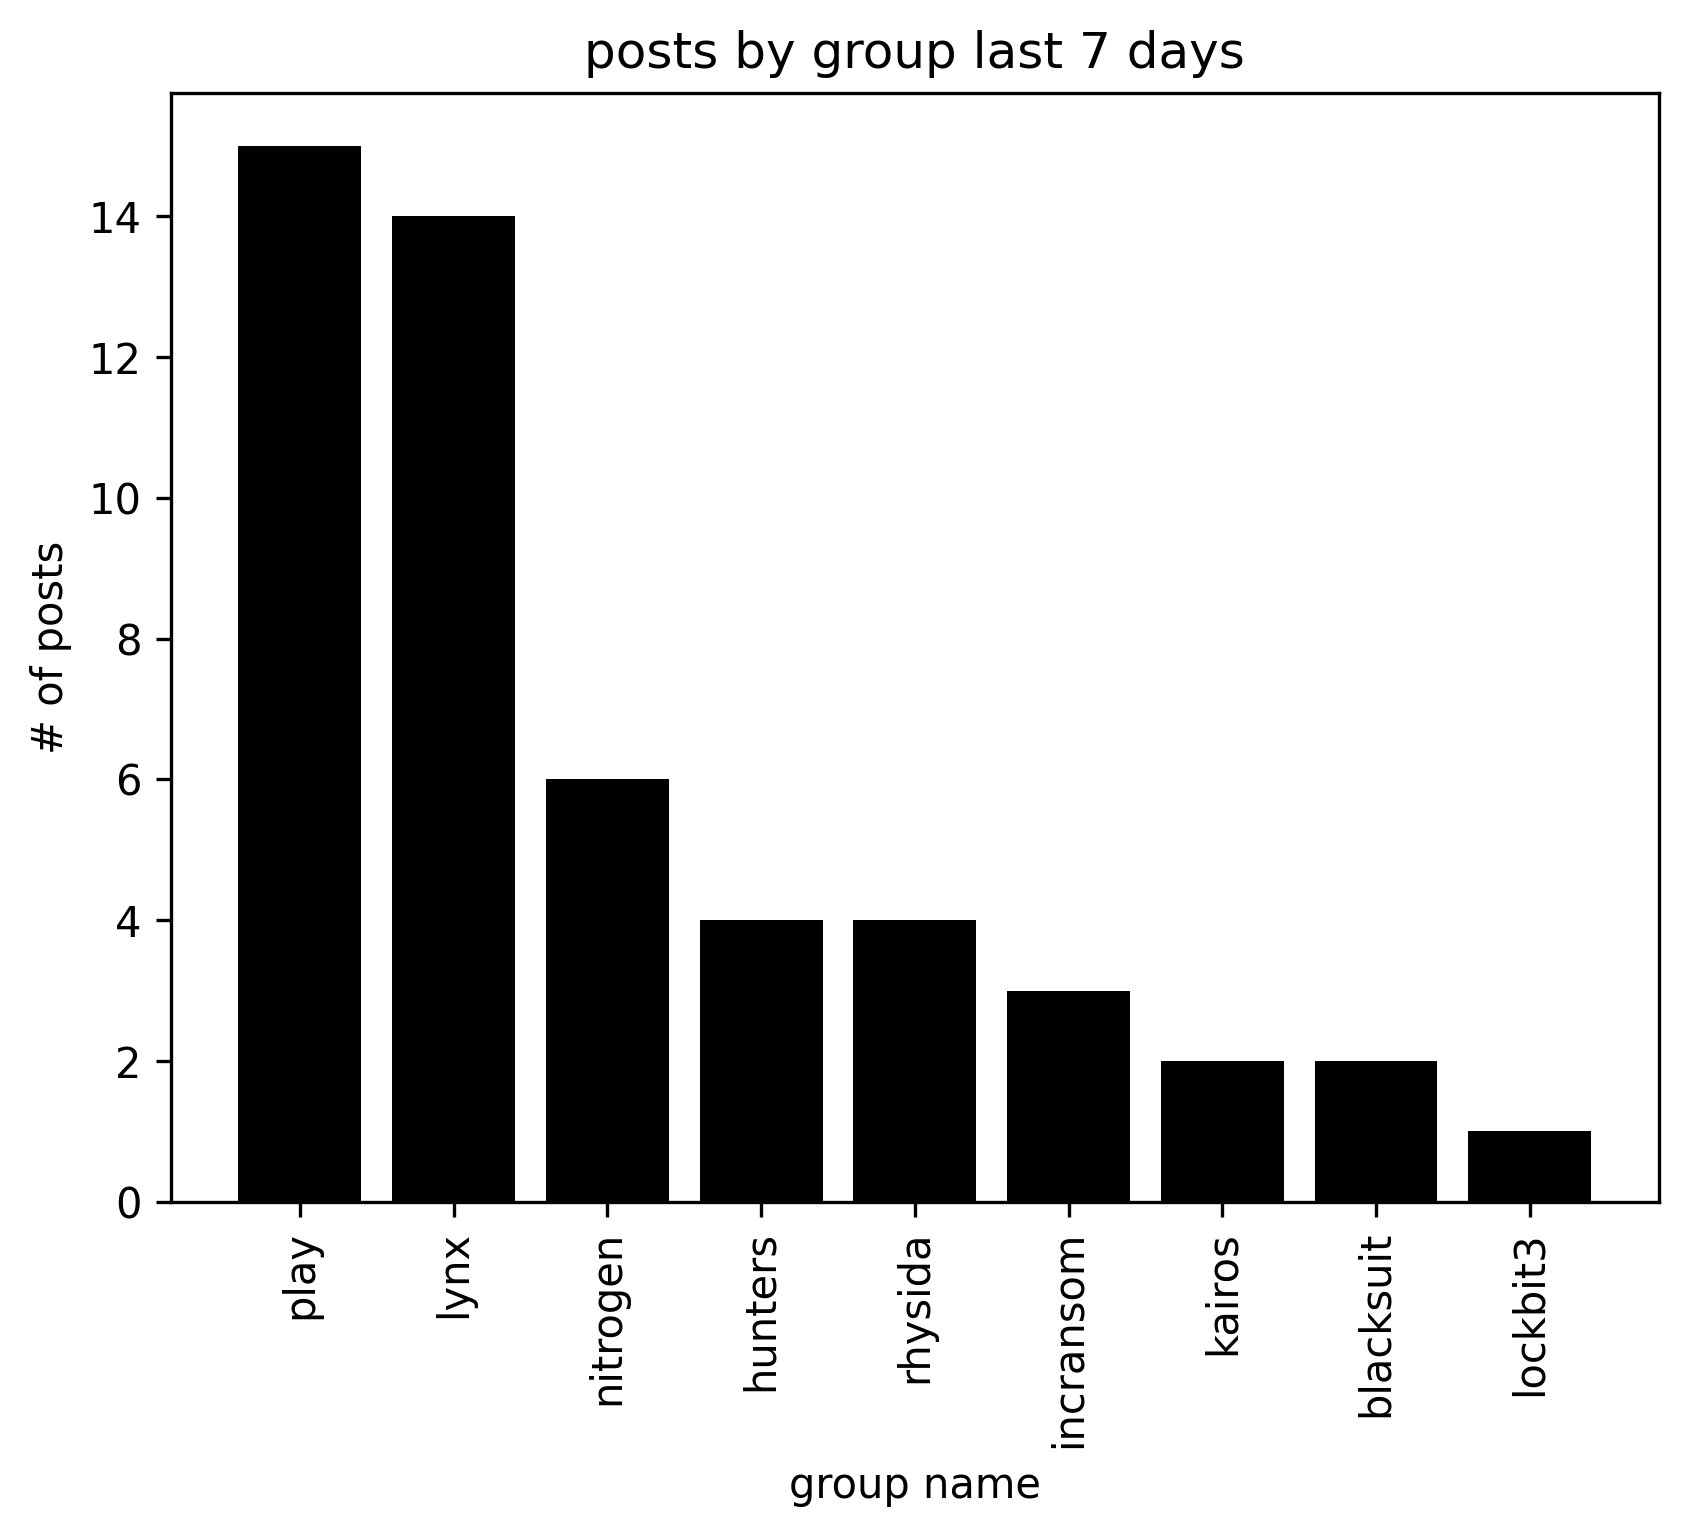 posts by group last 7 days
14
12
10
8
6
4
2
0
# of posts
play
lynx
nitrogen
hunters
rhysida
incransom
kairos
blacksuit
lockbit3
group name